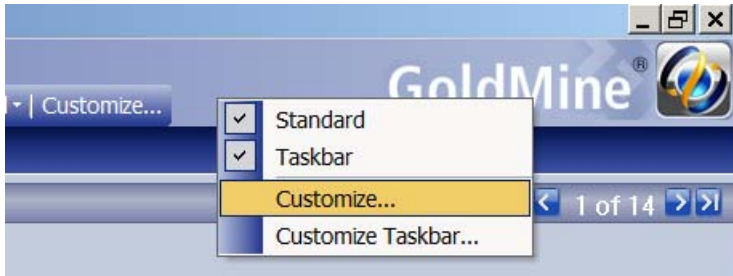 GoldMine®
| Customize...
Standard
Taskbar
Customize...
1 of 14
Customize Taskbar...